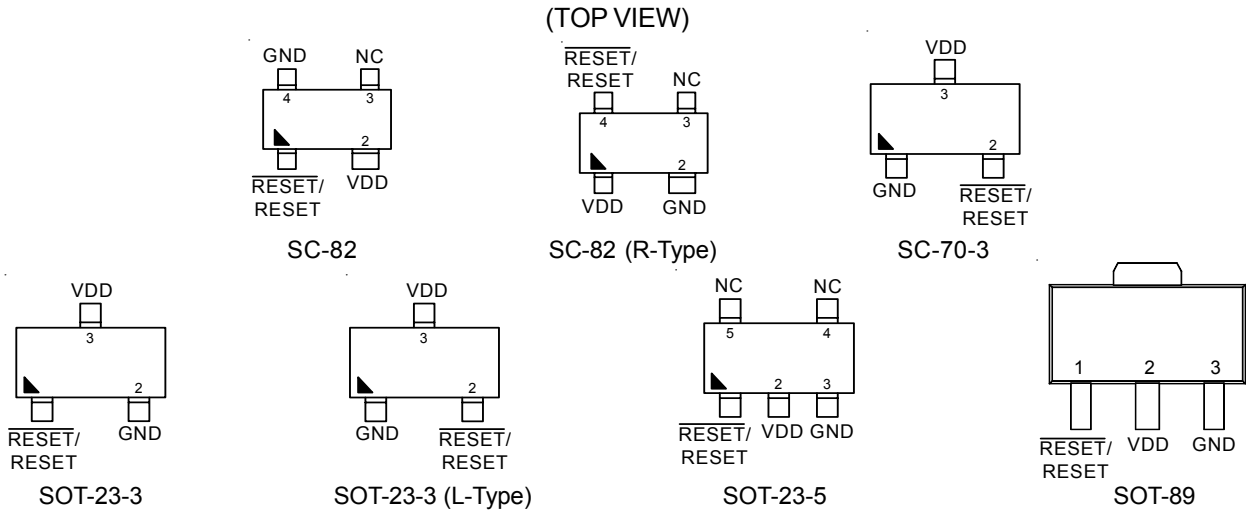 (TOP VIEW)
GND NC
4 3
2
RESET/
RESET
VDD
SC-82
RESET/
RESET
NC
4 3
2
VDD GND
SC-82 (R-Type)
VDD
3
2
GND
RESET/
RESET
SC-70-3
VDD
3
2
RESET/
RESET
GND
SOT-23-3
VDD
3
2
GND
RESET/
RESET
SOT-23-3 (L-Type)
NC NC
5 4
2 3
RESET/
RESET
VDD GND
SOT-23-5
1 2 3
RESET/
RESET
VDD GND
SOT-89